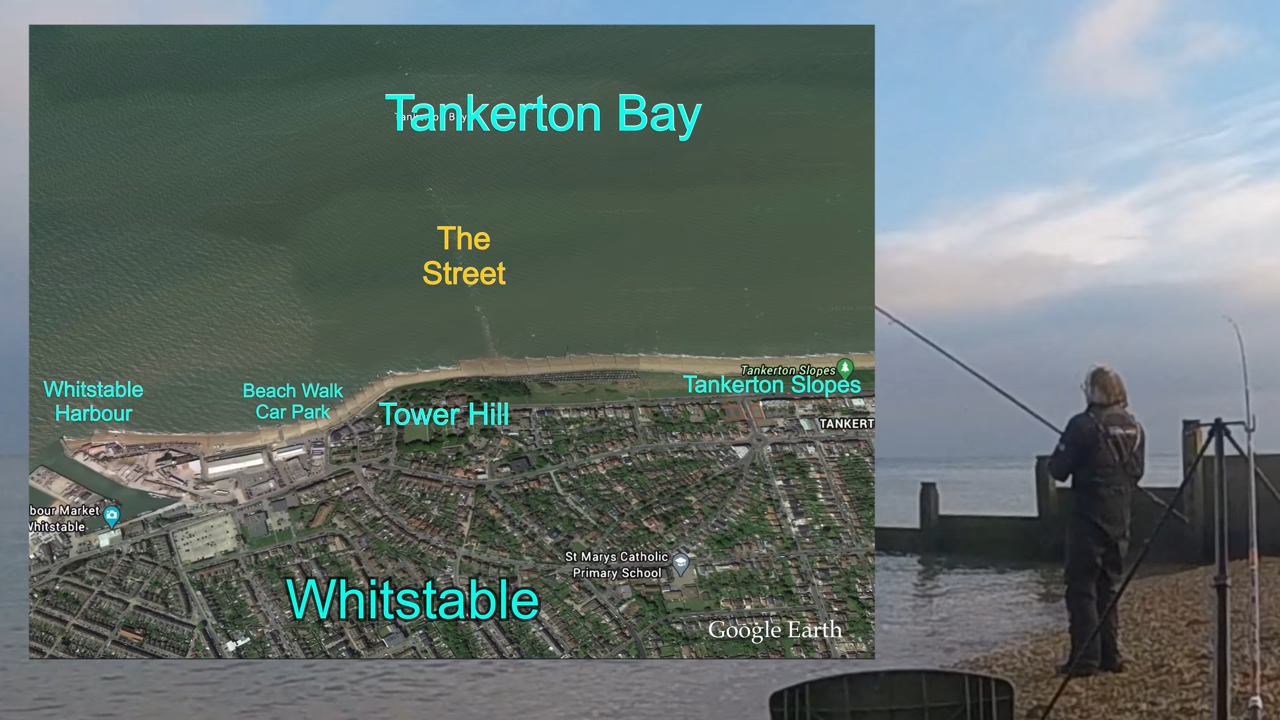 Tankerton Bay
The
Street
Tankerton Slopes
Tankerton Slopes
Whitstable
Harbour
Beach Walk
Car Park
Tower Hill
TANKERT
bour Market
Whitstable
St Marys Catholic
Primary School
Whitstable
Google Earth